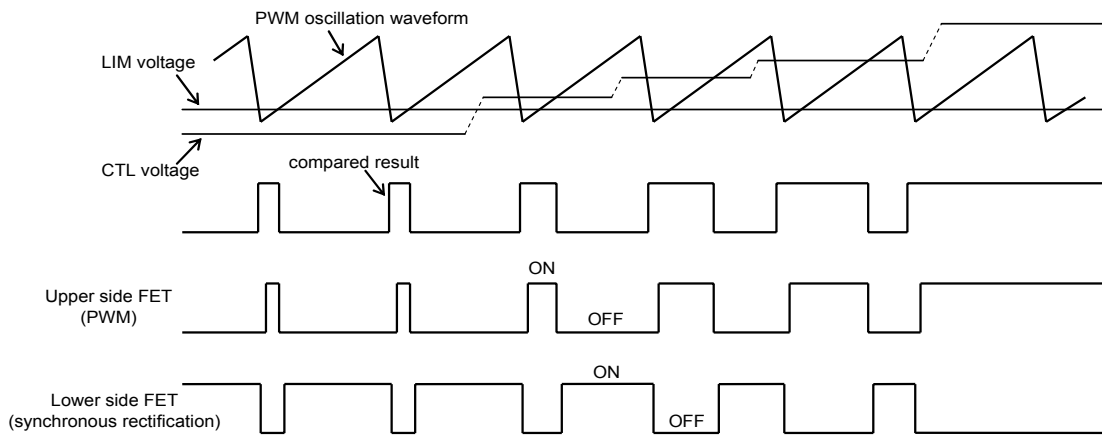 PWM oscillation waveform
LIM voltage
CTL voltage
compared result
ON
Upper side FET
(PWM)
OFF
ON
Lower side FET
(synchronous rectification)
OFF